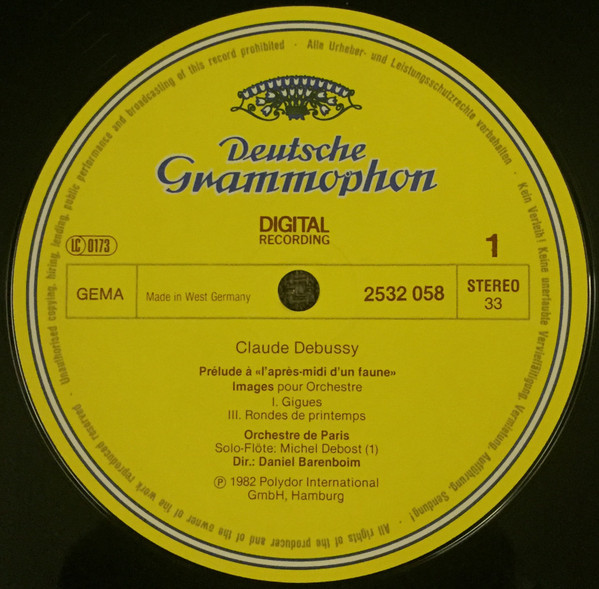 Alle Urheber- und Leistungsschutzrechte vorbehalten · Kein Verleih! Keine unerlaubte Vervielfältigung, Vermietung, Aufführung, Sendung! · All rights of the producer and of the owner of the work reproduced reserved · Unauthorised copying, hiring, lending, public performance and broadcasting of this record prohibited ·
Deutsche
Grammophon
DIGITAL
RECORDING
LC 0173
1
GEMA
Made in West Germany
2532 058
STEREO
33
Claude Debussy
Prélude à «l'après-midi d'un faune»
Images pour Orchestre
I. Gigues
III. Rondes de printemps
Orchestre de Paris
Solo-Flöte: Michel Debost (1)
Dir.: Daniel Barenboim
℗ 1982 Polydor International
GmbH, Hamburg